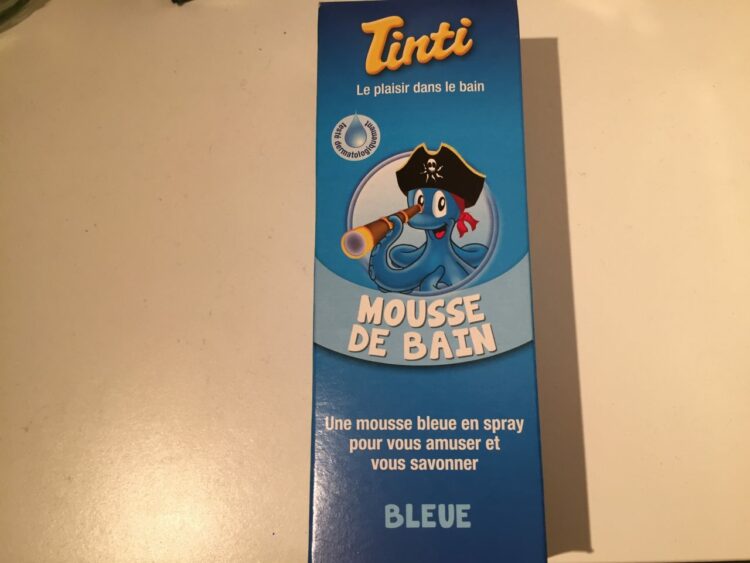 Tinti
Le plaisir dans le bain
testé dermatologiquement
MOUSSE
DE BAIN
Une mousse bleue en spray
pour vous amuser et
vous savonner
BLEUE